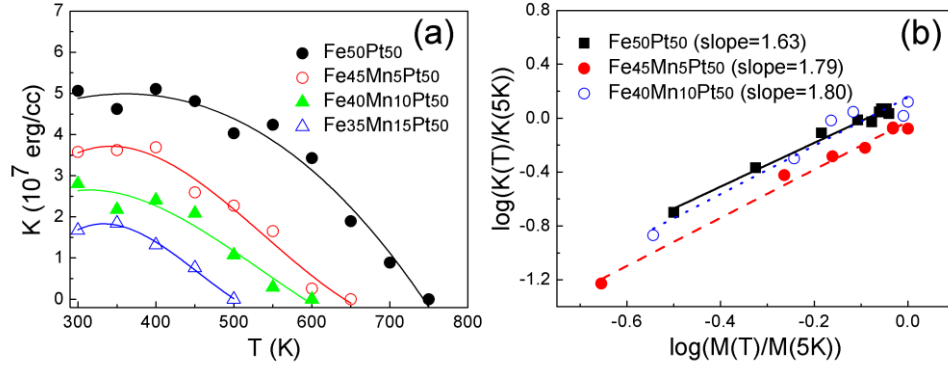 (a)
Fe50Pt50
Fe45Mn5Pt50
Fe40Mn10Pt50
Fe35Mn15Pt50
K (10⁷ erg/cc)
7
6
5
4
3
2
1
0
300 400 500 600 700 800
T (K)
(b)
Fe50Pt50 (slope=1.63)
Fe45Mn5Pt50 (slope=1.79)
Fe40Mn10Pt50 (slope=1.80)
log(K(T)/K(5K))
0.8
0.4
0.0
-0.4
-0.8
-1.2
-0.6 -0.4 -0.2 0.0
log(M(T)/M(5K))